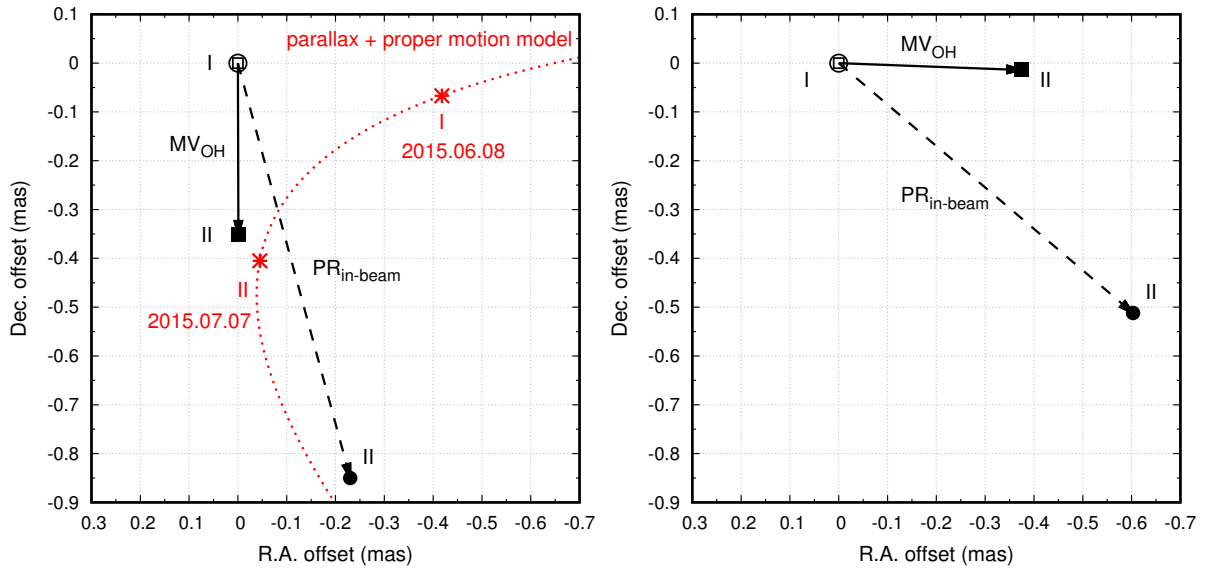 0.1
0
-0.1
-0.2
-0.3
-0.4
-0.5
-0.6
-0.7
-0.8
-0.9
0.3 0.2 0.1 0 -0.1 -0.2 -0.3 -0.4 -0.5 -0.6 -0.7
Dec. offset (mas)
R.A. offset (mas)
parallax + proper motion model
I
I
2015.06.08
MV_OH
II
II
2015.07.07
PR_in-beam
II
0.1
0
-0.1
-0.2
-0.3
-0.4
-0.5
-0.6
-0.7
-0.8
-0.9
0.3 0.2 0.1 0 -0.1 -0.2 -0.3 -0.4 -0.5 -0.6 -0.7
Dec. offset (mas)
R.A. offset (mas)
MV_OH
I
II
PR_in-beam
II